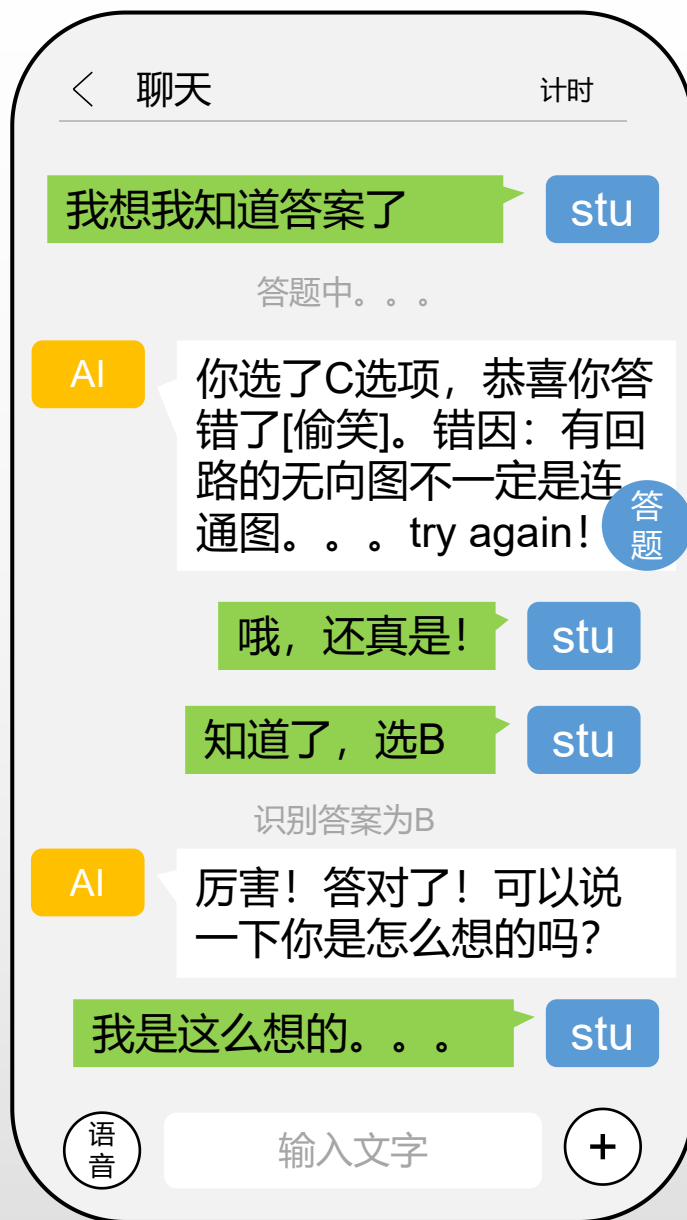 聊天
计时
我想我知道答案了
stu
答题中。。。
AI
你选了C选项，恭喜你答
错了[偷笑]。错因：有回
路的无向图不一定是连
通图。。。try again！
答
题
哦，还真是！
stu
知道了，选B
stu
识别答案为B
AI
厉害！答对了！可以说
一下你是怎么想的吗？
我是这么想的。。。
stu
语
音
输入文字
+